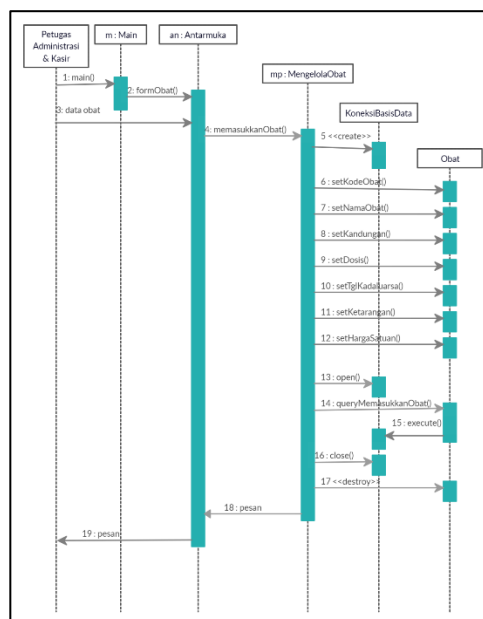 Petugas
Administrasi
& Kasir
m : Main
an : Antarmuka
mp : MengelolaObat
KoneksiBasisData
Obat
1: main()
2: formObat()
3: data obat
4: memasukkanObat()
5 <<create>>
6 : setKodeObat()
7 : setNamaObat()
8 : setKandungan()
9 : setDosis()
10 : setTglKadaluarsa()
11 : setKetarangan()
12 : setHargaSatuan()
13 : open()
14 : queryMemasukkanObat()
15 : execute()
16 : close()
17 <<destroy>>
18 : pesan
19 : pesan